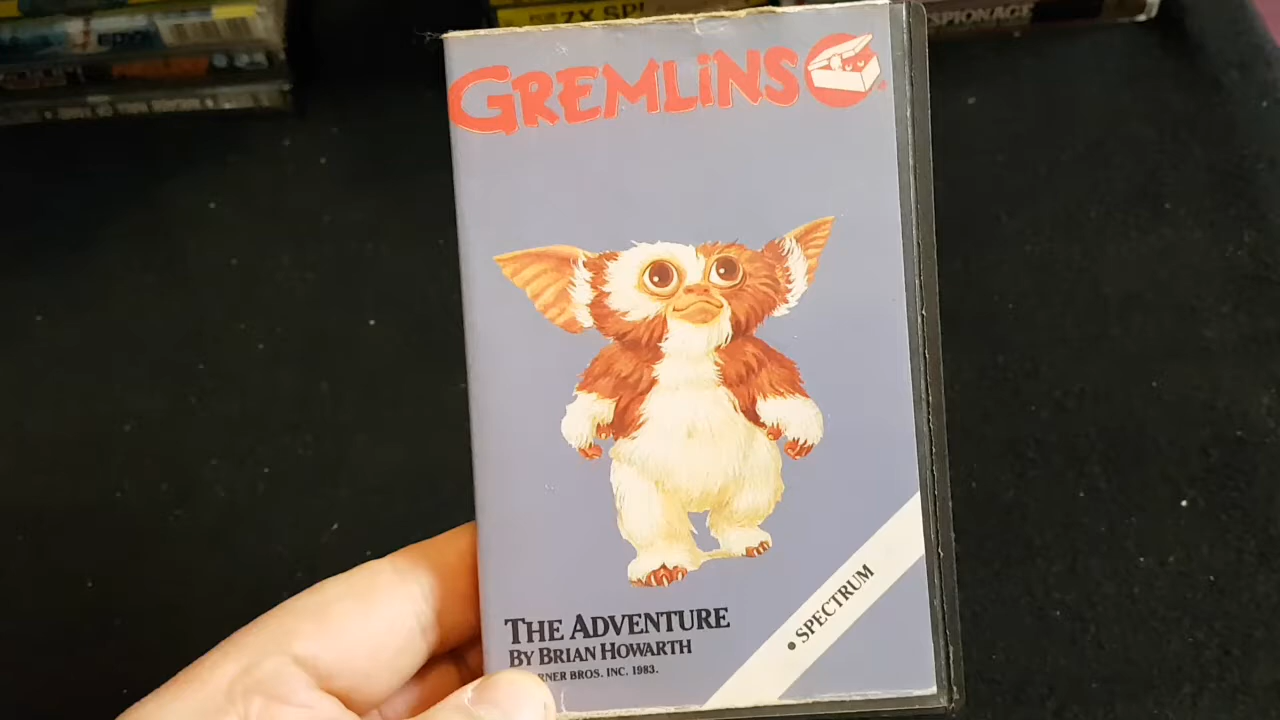 ZX SP
SPIONAGE
GREMLiNS
THE ADVENTURE
BY BRIAN HOWARTH
RNER BROS. INC. 1983.
• SPECTRUM